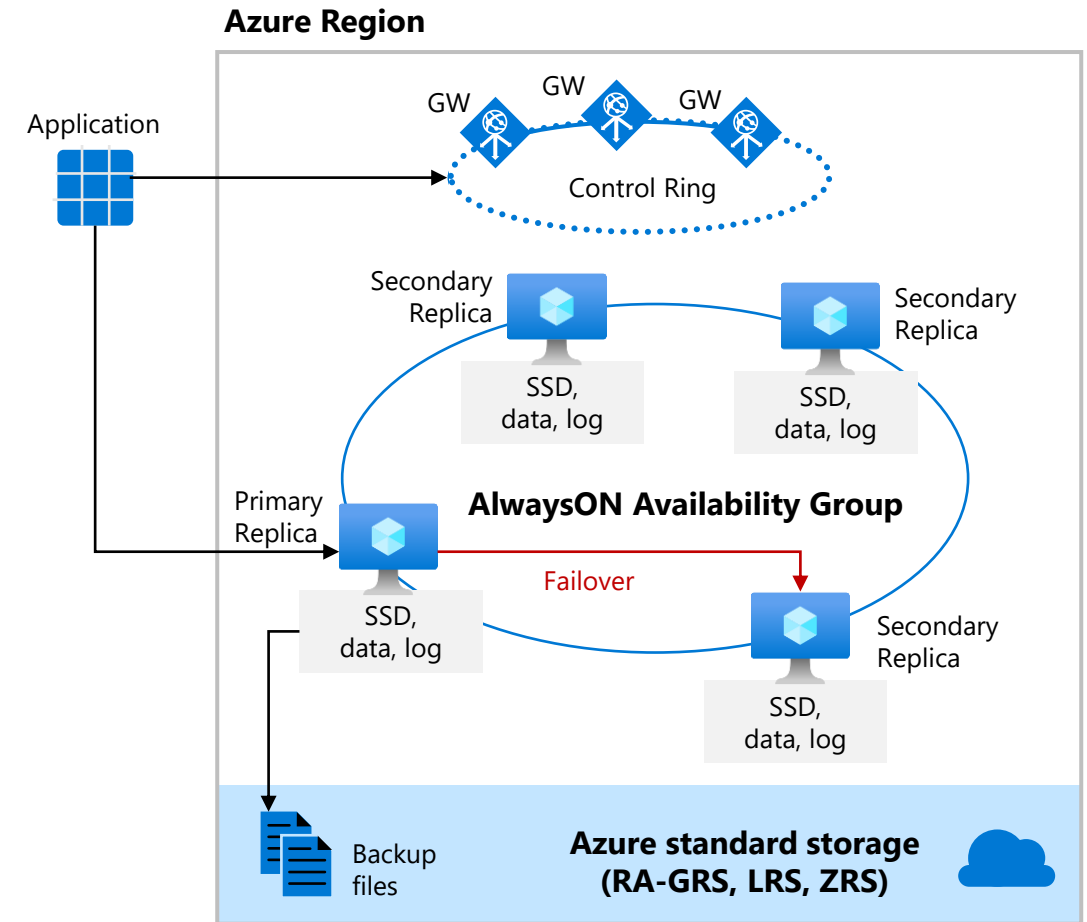 Azure Region
Application
GW
GW
GW
Control Ring
Secondary
Replica
SSD,
data, log
Secondary
Replica
SSD,
data, log
AlwaysON Availability Group
Primary
Replica
SSD,
data, log
Failover
Secondary
Replica
SSD,
data, log
Backup
files
Azure standard storage
(RA-GRS, LRS, ZRS)